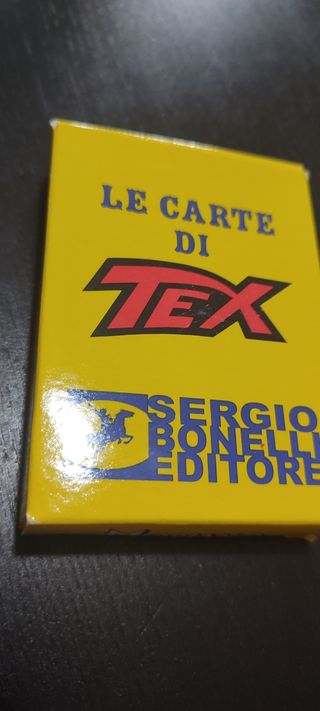 LE CARTE
DI
TEX
SERGIO
BONELLI
EDITORE